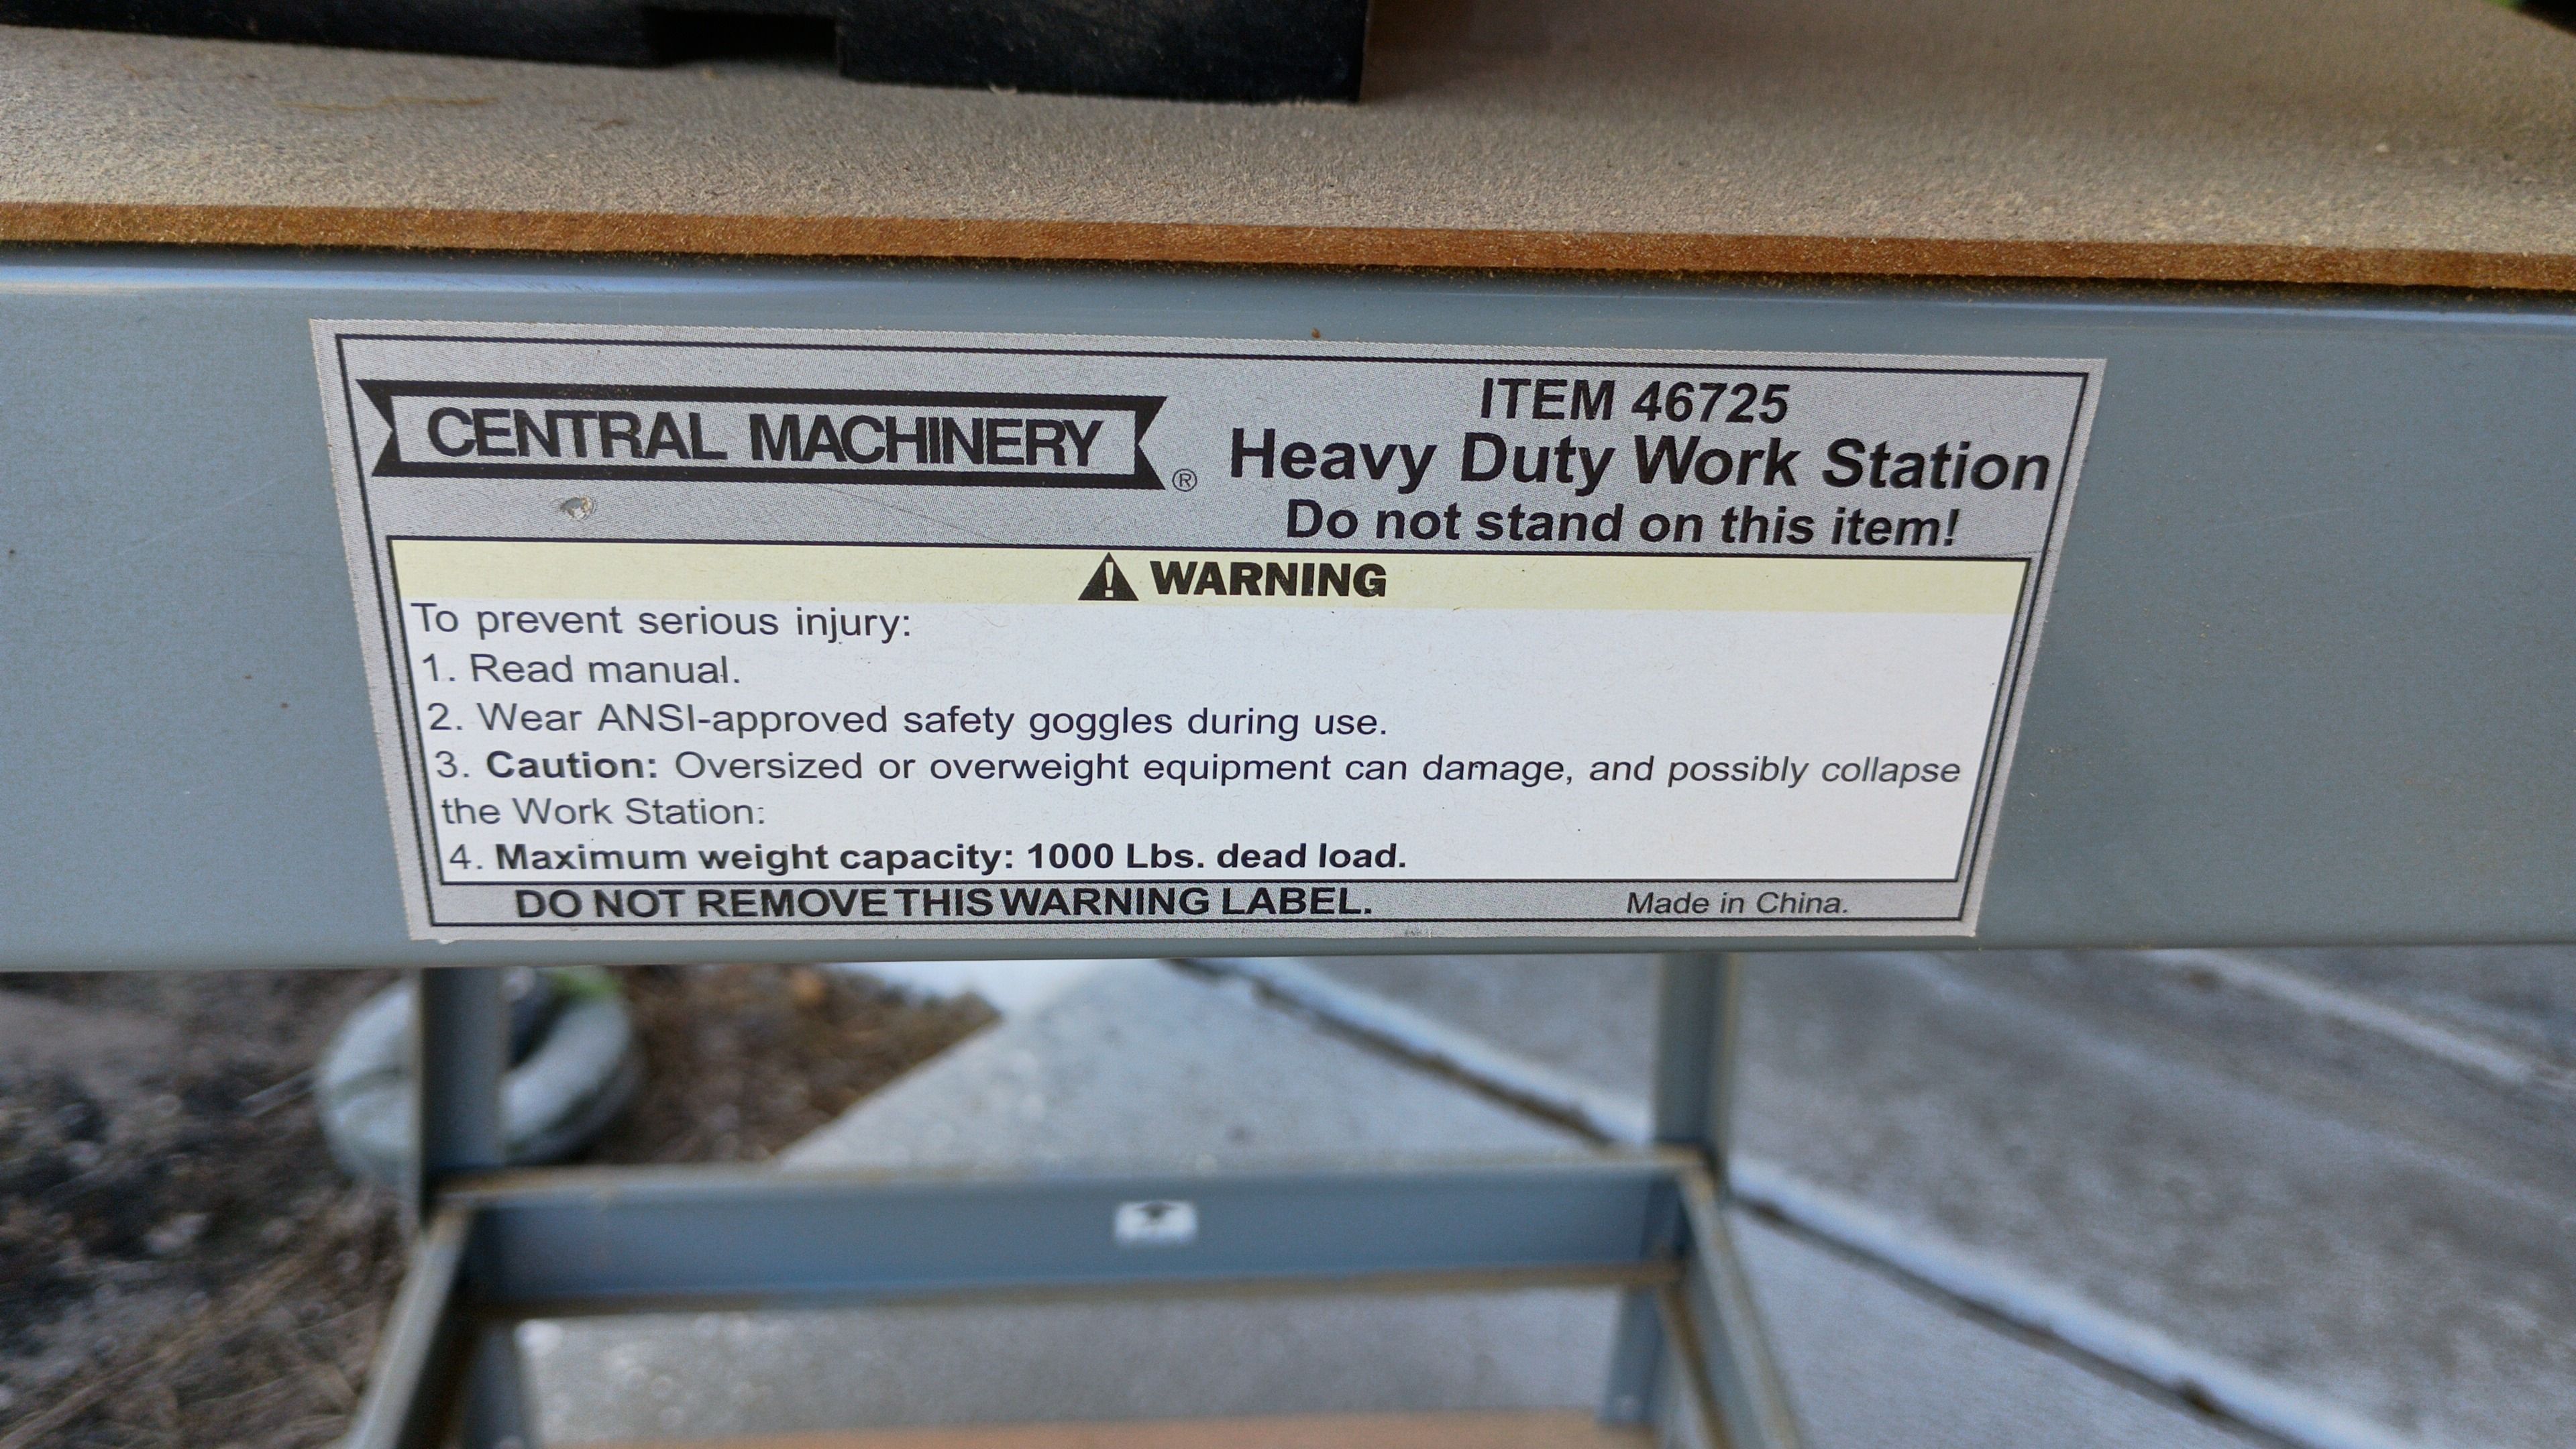 CENTRAL MACHINERY ®
ITEM 46725
Heavy Duty Work Station
Do not stand on this item!
WARNING
To prevent serious injury:
1. Read manual.
2. Wear ANSI-approved safety goggles during use.
3. Caution: Oversized or overweight equipment can damage, and possibly collapse
the Work Station:
4. Maximum weight capacity: 1000 Lbs. dead load.
DO NOT REMOVE THIS WARNING LABEL.
Made in China.